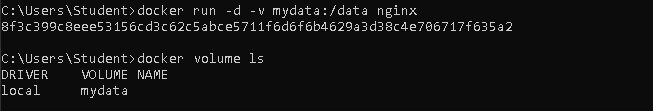 C:\Users\Student>docker run -d -v mydata:/data nginx
8f3c399c8eee53156cd3c62c5abce5711f6d6f6b4629a3d38c4e706717f635a2
C:\Users\Student>docker volume ls
DRIVER    VOLUME NAME
local     mydata